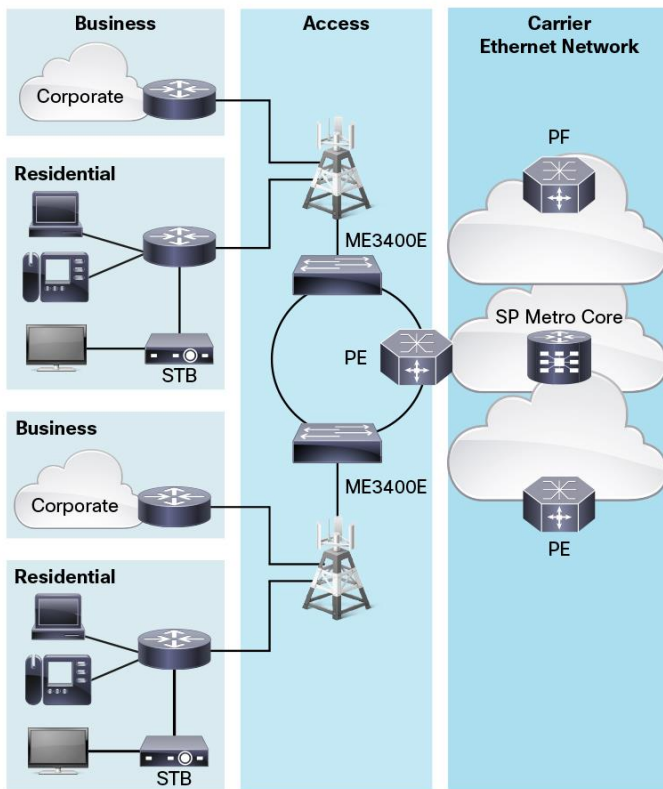 Business
Corporate
Residential
STB
Business
Corporate
Residential
STB
Access
ME3400E
PE
ME3400E
Carrier
Ethernet Network
PF
SP Metro Core
PE